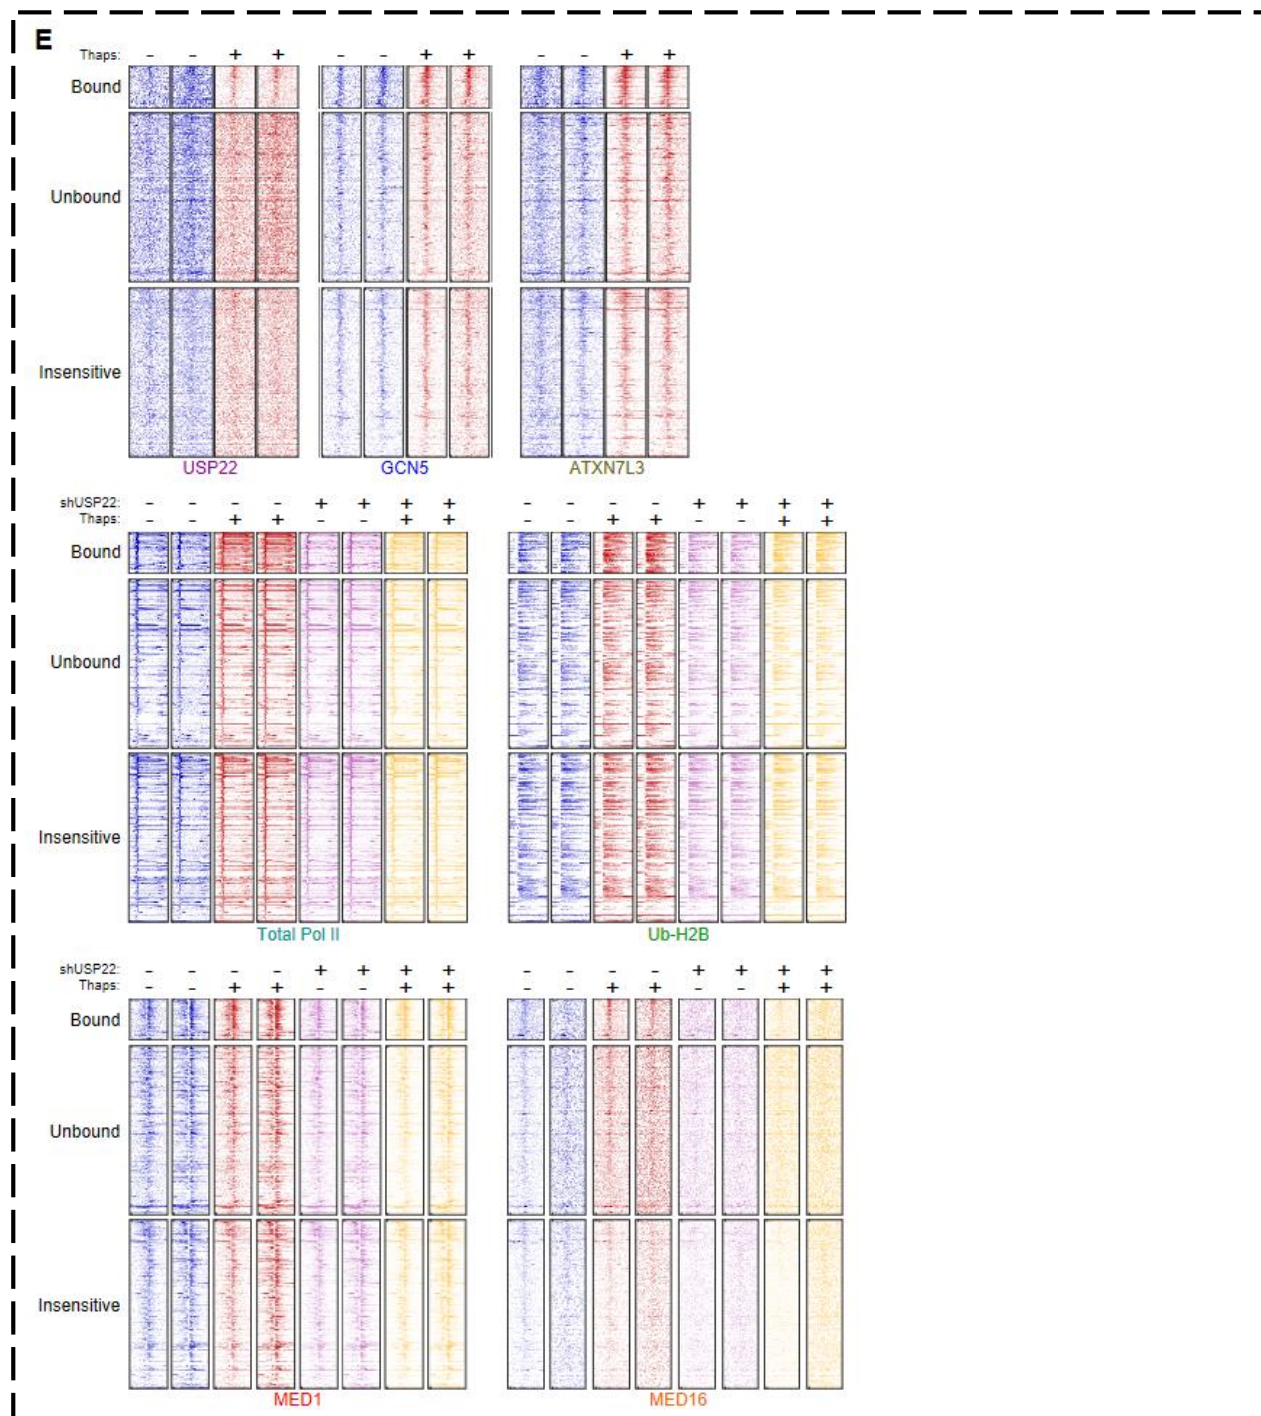 E
Thaps: - - + + - - + + - - + +
Bound
Unbound
Insensitive
USP22 GCN5 ATXN7L3
shUSP22: - - - - + + + + - - - - + + + +
Thaps: - - + + - - + + - - + + - - + +
Bound
Unbound
Insensitive
Total Pol II Ub-H2B
shUSP22: - - - - + + + + - - - - + + + +
Thaps: - - + + - - + + - - + + - - + +
Bound
Unbound
Insensitive
MED1 MED16